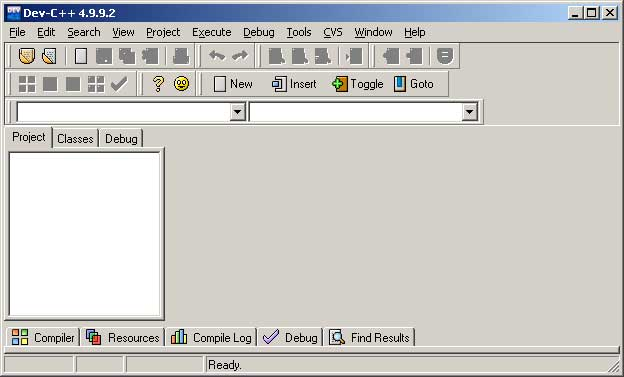 Dev-C++ 4.9.9.2
File Edit Search View Project Execute Debug Tools CVS Window Help
New Insert Toggle Goto
Project Classes Debug
Compiler Resources Compile Log Debug Find Results
Ready.